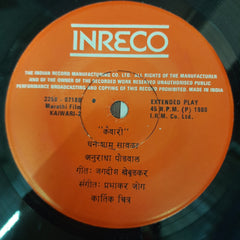 INRECO
THE INDIAN RECORD MANUFACTURING CO. LTD. ALL RIGHTS OF THE MANUFACTURER
AND OF THE OWNER OF THE RECORDED WORK RESERVED UNAUTHORISED PUBLIC
PERFORMANCE BROADCASTING AND COPYING OF THIS RECORD PROHIBITED. MADE IN INDIA.
Marathi Film
KAIWARI-2
EXTENDED PLAY
45 R.P.M. (P) 1980
I.R.M. Co. Ltd.
"कैवारी"
अनुराधा पौडवाल
गीत: जगदीश खेबुडकर
संगीत: प्रभाकर जोग
कार्तिक चित्र